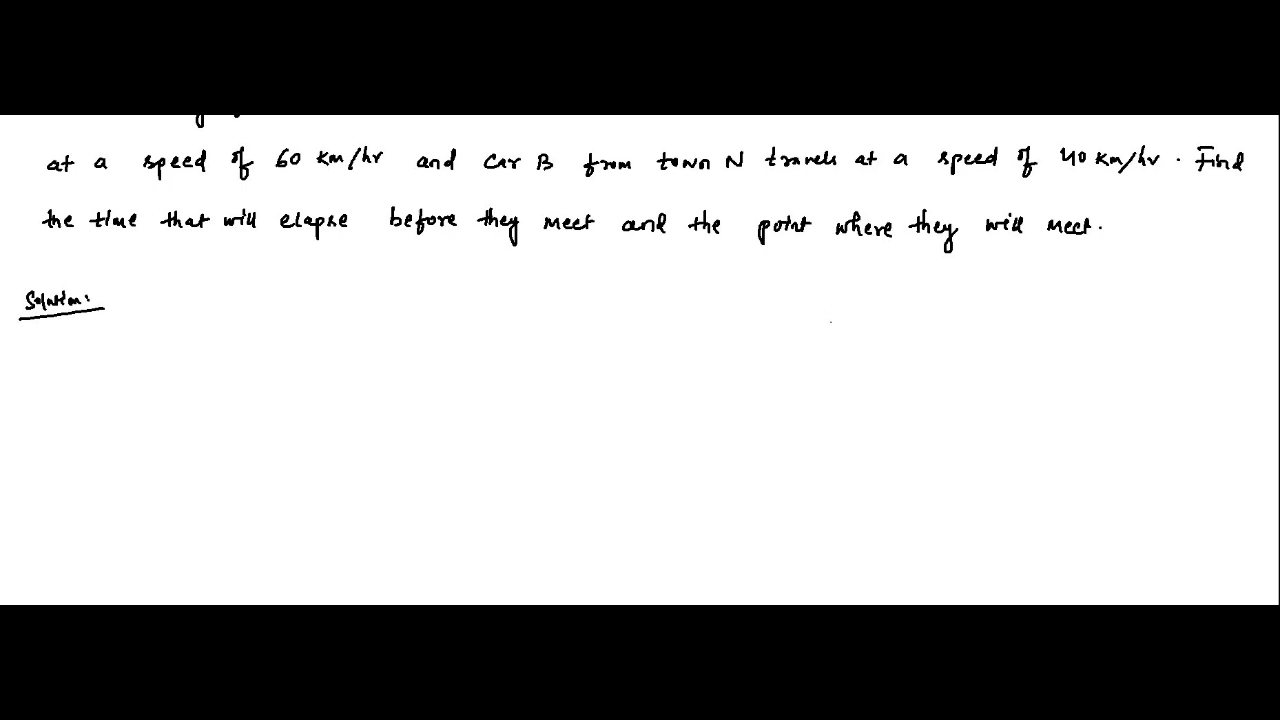 at a speed of 60 km/hr and car B from town N travels at a speed of 40 km/hr. Find
the time that will elapse before they meet and the point where they will meet.
Solution: